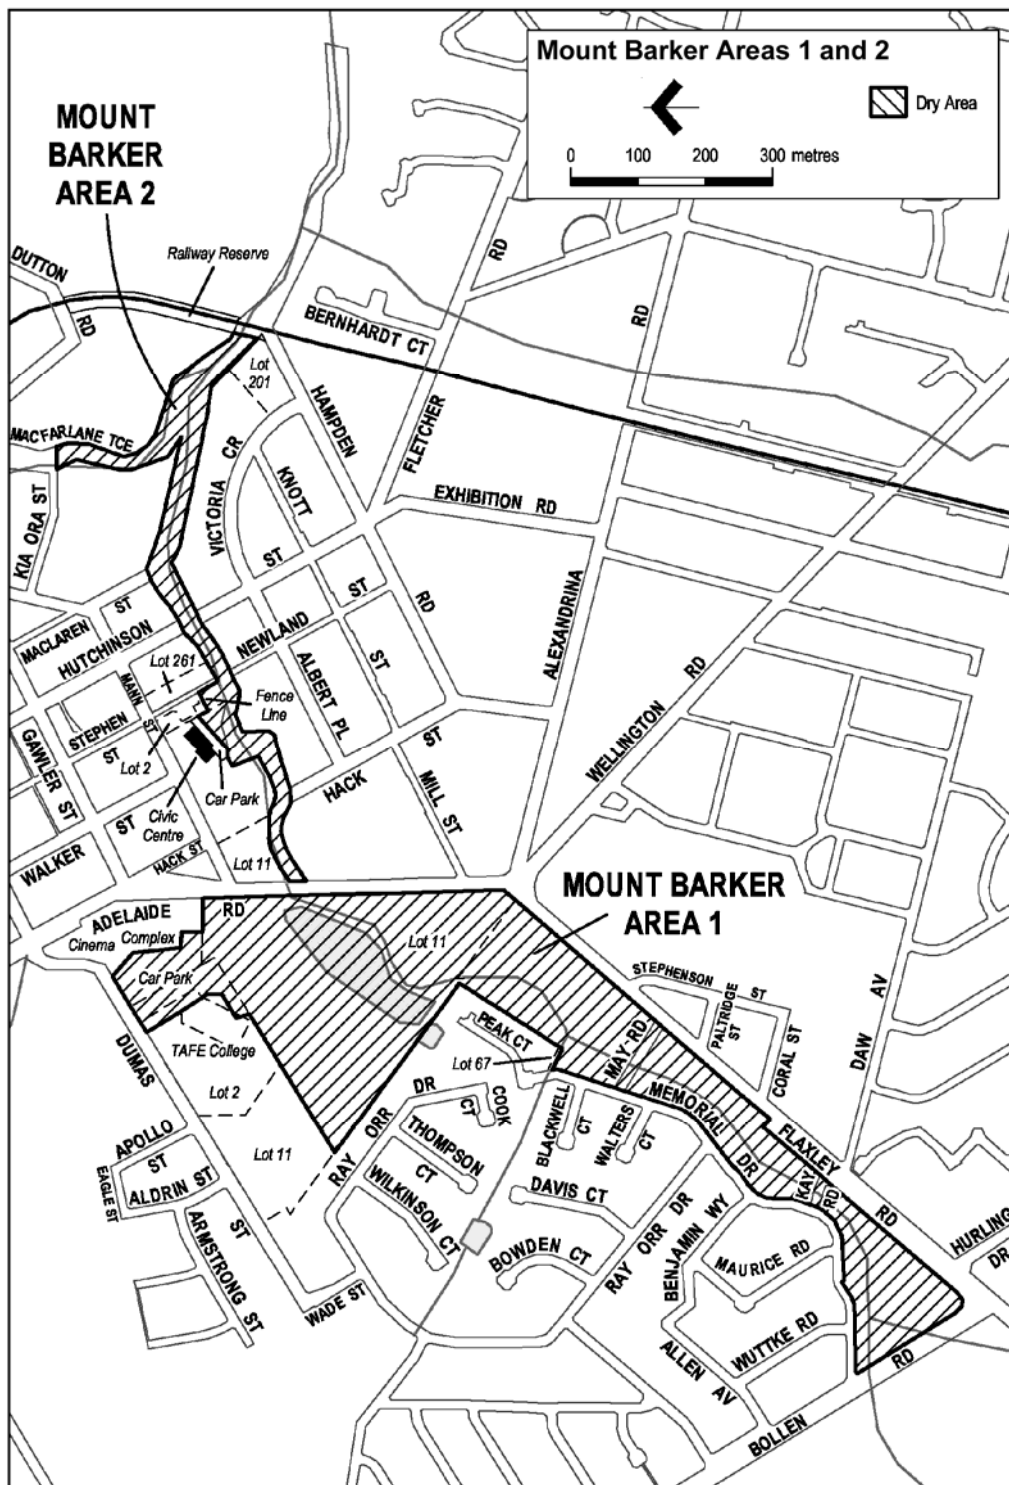 Mount Barker Areas 1 and 2
Dry Area
0 100 200 300 metres
MOUNT
BARKER
AREA 2
Railway Reserve
DUTTON
RD
BERNHARDT CT
RD
RD
Lot
201
HAMPDEN
FLETCHER
MACFARLANE TCE
VICTORIA CR
KNOTT
EXHIBITION RD
KIA ORA ST
ST
ST
ST
RD
MACLAREN
HUTCHINSON
NEWLAND
ALEXANDRINA
Lot 261
MANN
ST
ALBERT PL
ST
RD
Fence
Line
STEPHEN
ST
GAWLER ST
Lot 2
WELLINGTON
Car Park
HACK
ST
MILL ST
Civic
Centre
ST
WALKER
HACK ST
Lot 11
MOUNT BARKER
AREA 1
ADELAIDE
RD
Cinema Complex
Lot 11
Car Park
STEPHENSON
ST
PALTRIDGE
ST
CORAL ST
DAW AV
MAY RD
PEAK CT
TAFE College
Lot 67
DUMAS
ST
Lot 2
RAY ORR DR
COOK
CT
MEMORIAL
DR
BLACKWELL
CT
WALTERS
CT
FLAXLEY
RD
APOLLO
ST
Lot 11
THOMPSON
CT
EAGLE ST
ALDRIN ST
WILKINSON CT
DAVIS CT
KAY
RD
ARMSTRONG ST
RAY ORR DR
BENJAMIN WY
HURLING
DR
BOWDEN CT
MAURICE RD
WADE ST
WUTTKE RD
ALLEN AV
RD
BOLLEN